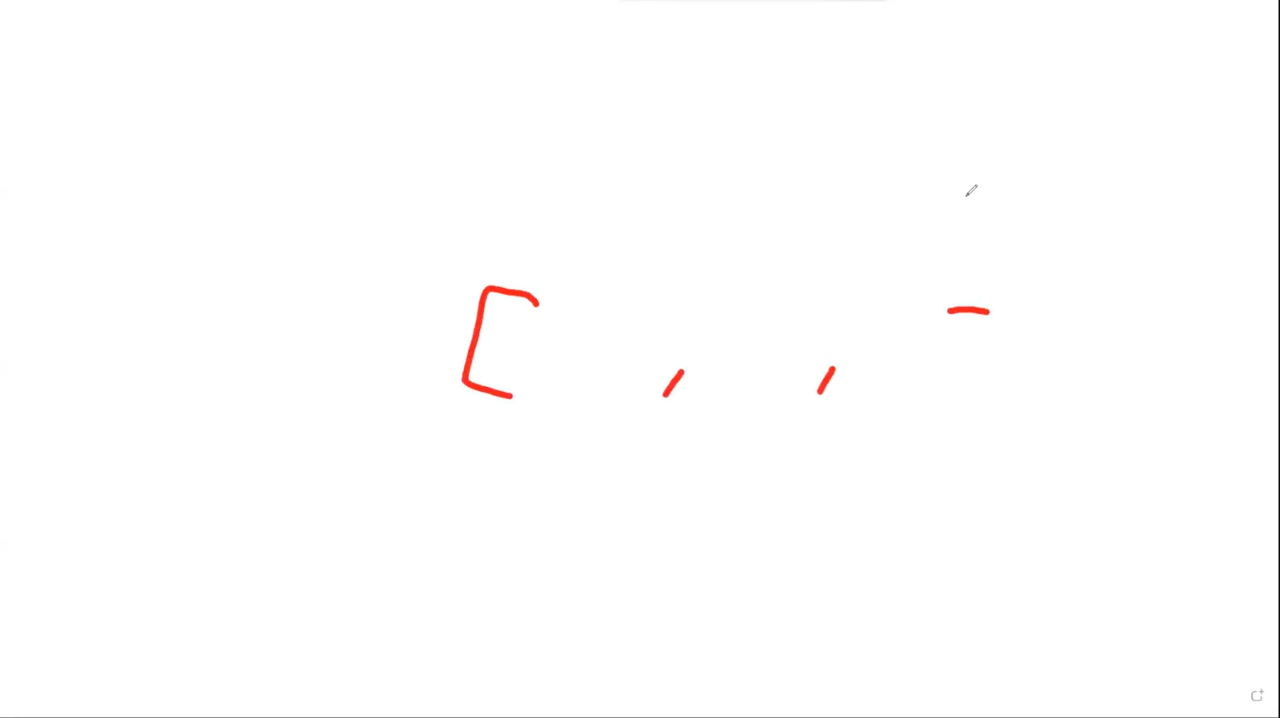 [ , , -